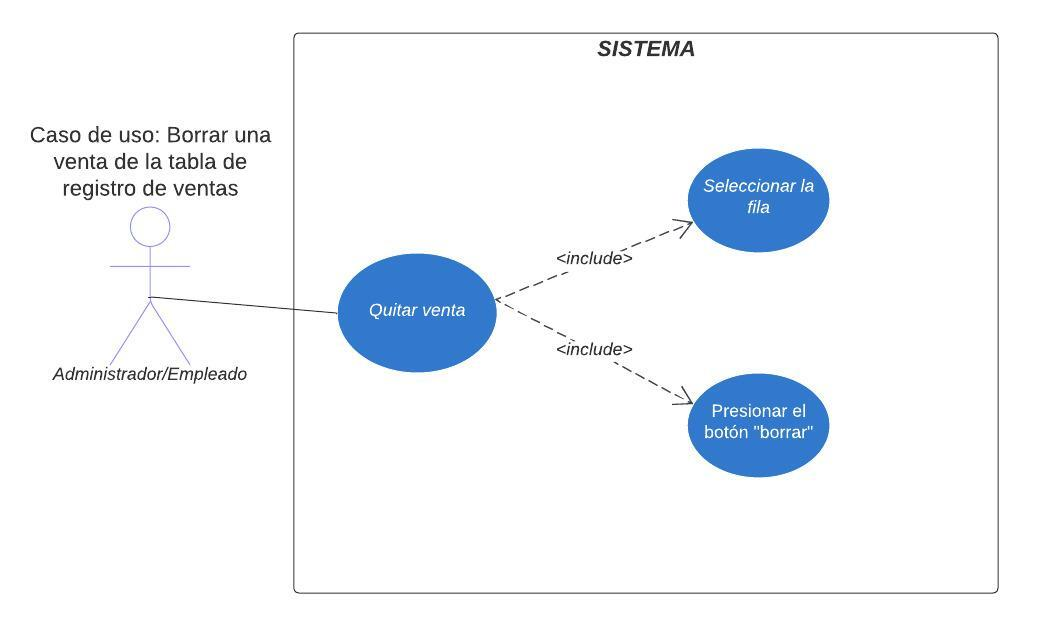 SISTEMA
Caso de uso: Borrar una
venta de la tabla de
registro de ventas
Seleccionar la
fila
<include>
Quitar venta
<include>
Administrador/Empleado
Presionar el
botón "borrar"